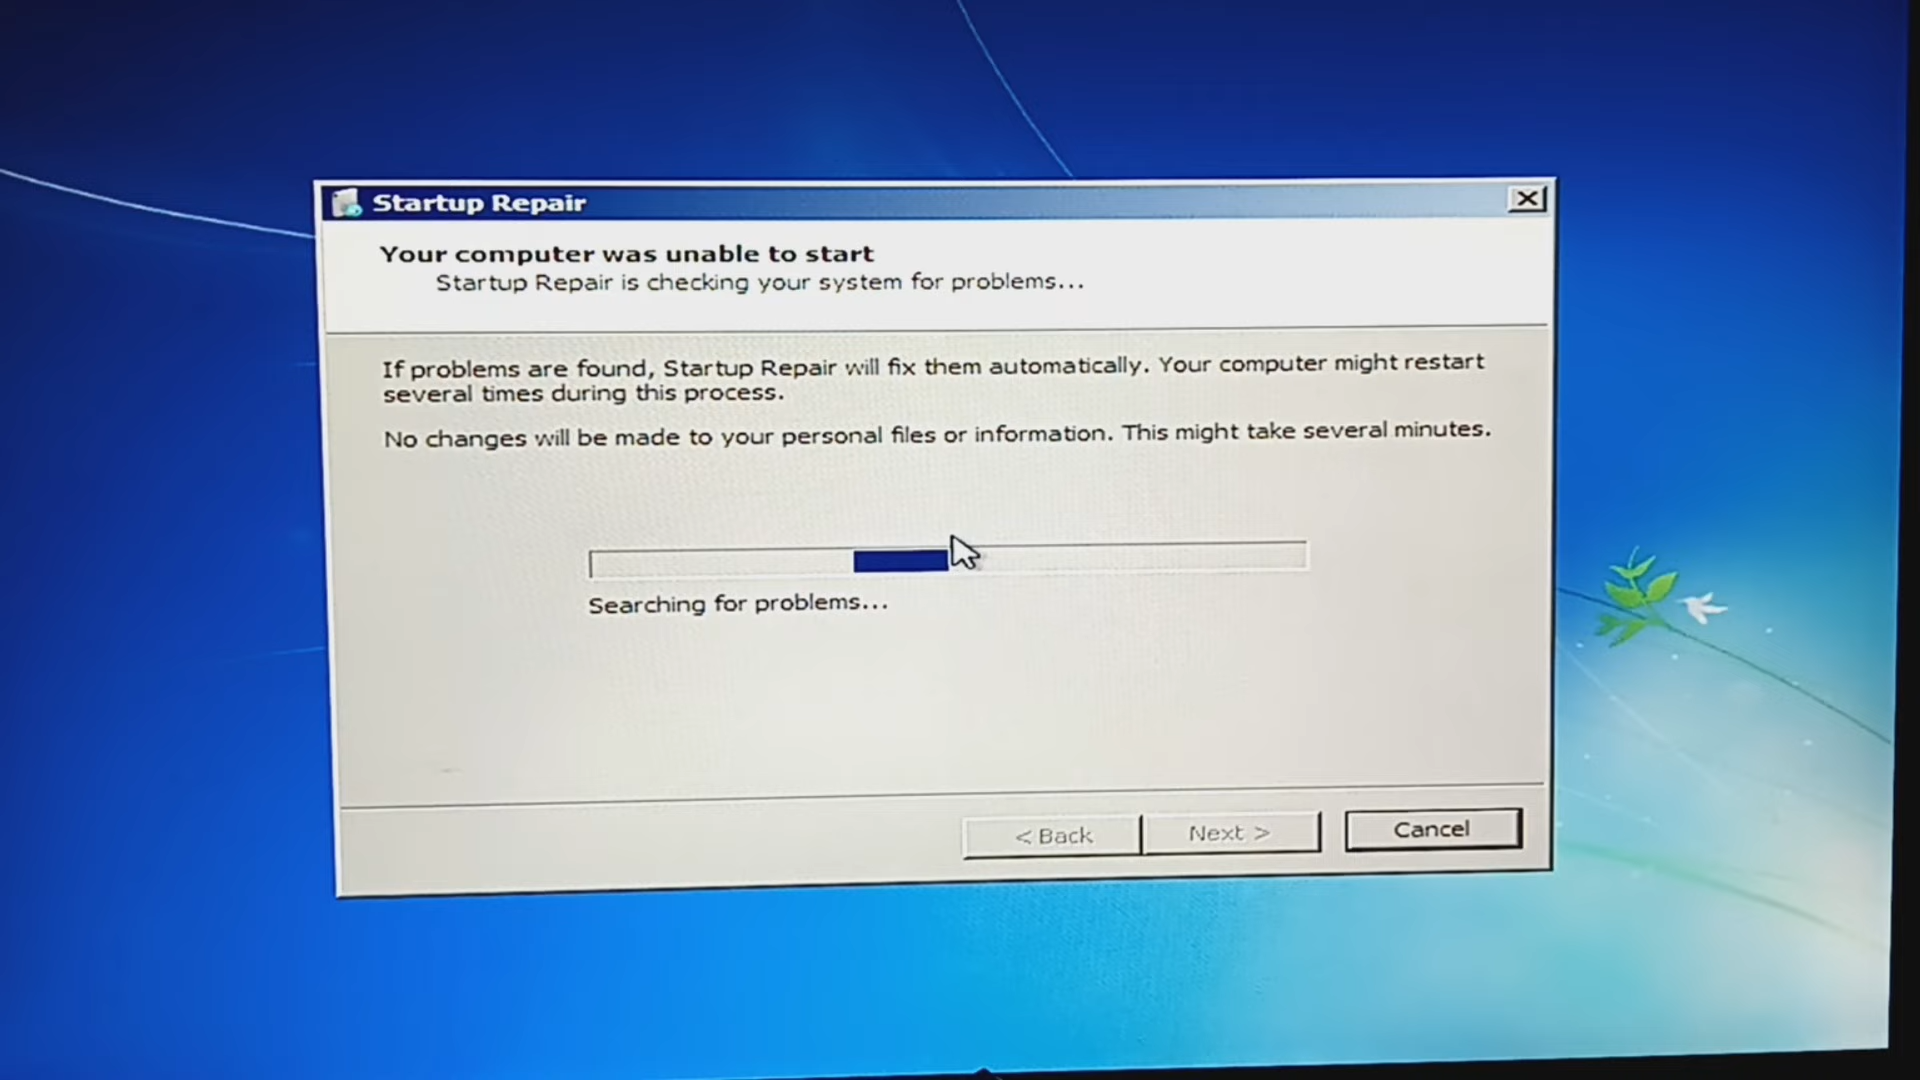 Startup Repair
Your computer was unable to start
Startup Repair is checking your system for problems...
If problems are found, Startup Repair will fix them automatically. Your computer might restart
several times during this process.
No changes will be made to your personal files or information. This might take several minutes.
Searching for problems...
< Back
Next >
Cancel